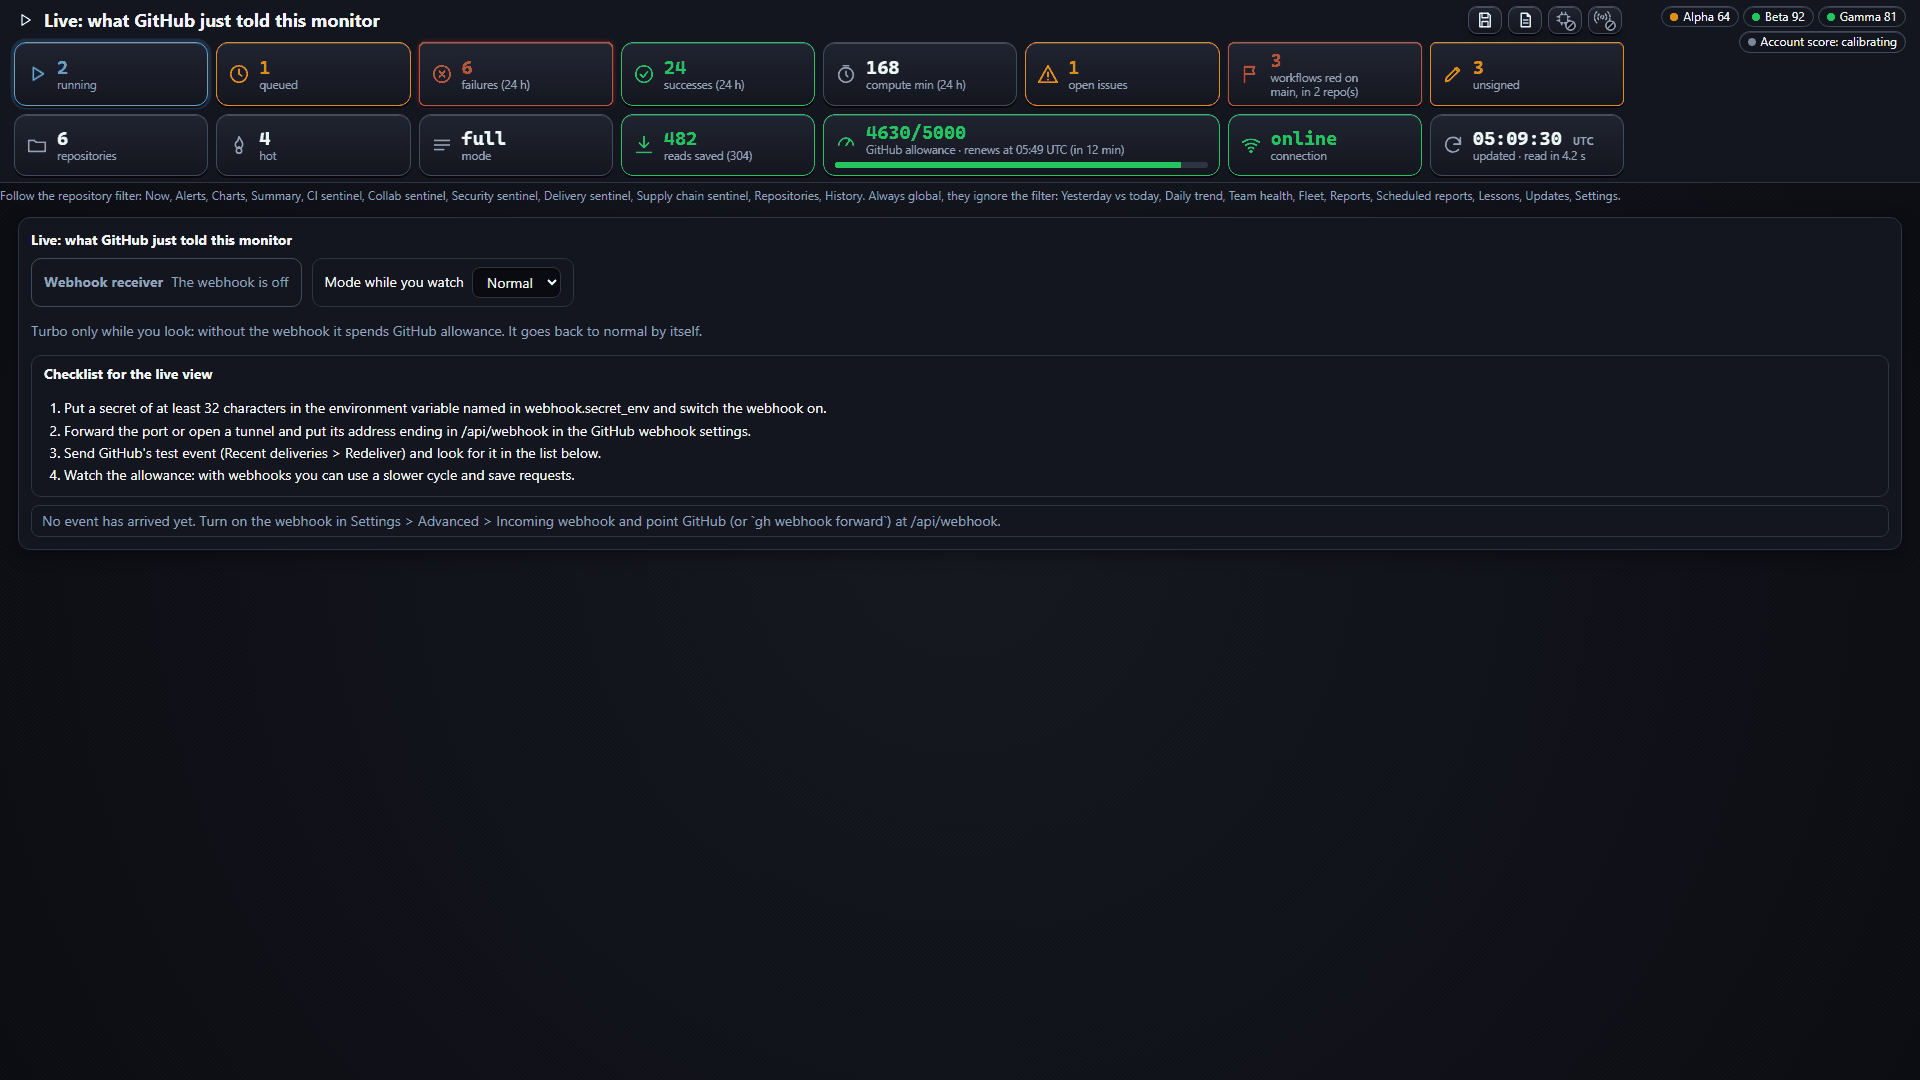 Live: what GitHub just told this monitor
Alpha 64
Beta 92
Gamma 81
Account score: calibrating
2
running
1
queued
6
failures (24 h)
24
successes (24 h)
168
compute min (24 h)
1
open issues
3
workflows red on
main, in 2 repo(s)
3
unsigned
6
repositories
4
hot
full
mode
482
reads saved (304)
4630/5000
GitHub allowance · renews at 05:49 UTC (in 12 min)
online
connection
05:09:30 UTC
updated · read in 4.2 s
Follow the repository filter: Now, Alerts, Charts, Summary, CI sentinel, Collab sentinel, Security sentinel, Delivery sentinel, Supply chain sentinel, Repositories, History. Always global, they ignore the filter: Yesterday vs today, Daily trend, Team health, Fleet, Reports, Scheduled reports, Lessons, Updates, Settings.
Live: what GitHub just told this monitor
Webhook receiver The webhook is off
Mode while you watch Normal
Turbo only while you look: without the webhook it spends GitHub allowance. It goes back to normal by itself.
Checklist for the live view
1. Put a secret of at least 32 characters in the environment variable named in webhook.secret_env and switch the webhook on.
2. Forward the port or open a tunnel and put its address ending in /api/webhook in the GitHub webhook settings.
3. Send GitHub's test event (Recent deliveries > Redeliver) and look for it in the list below.
4. Watch the allowance: with webhooks you can use a slower cycle and save requests.
No event has arrived yet. Turn on the webhook in Settings > Advanced > Incoming webhook and point GitHub (or `gh webhook forward`) at /api/webhook.